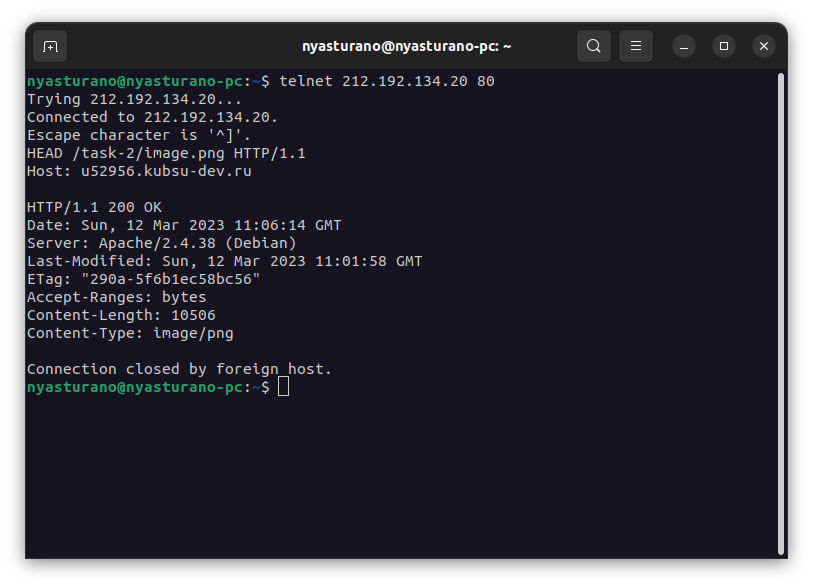 nyasturano@nyasturano-pc: ~
nyasturano@nyasturano-pc:~$ telnet 212.192.134.20 80
Trying 212.192.134.20...
Connected to 212.192.134.20.
Escape character is '^]'.
HEAD /task-2/image.png HTTP/1.1
Host: u52956.kubsu-dev.ru

HTTP/1.1 200 OK
Date: Sun, 12 Mar 2023 11:06:14 GMT
Server: Apache/2.4.38 (Debian)
Last-Modified: Sun, 12 Mar 2023 11:01:58 GMT
ETag: "290a-5f6b1ec58bc56"
Accept-Ranges: bytes
Content-Length: 10506
Content-Type: image/png

Connection closed by foreign host.
nyasturano@nyasturano-pc:~$